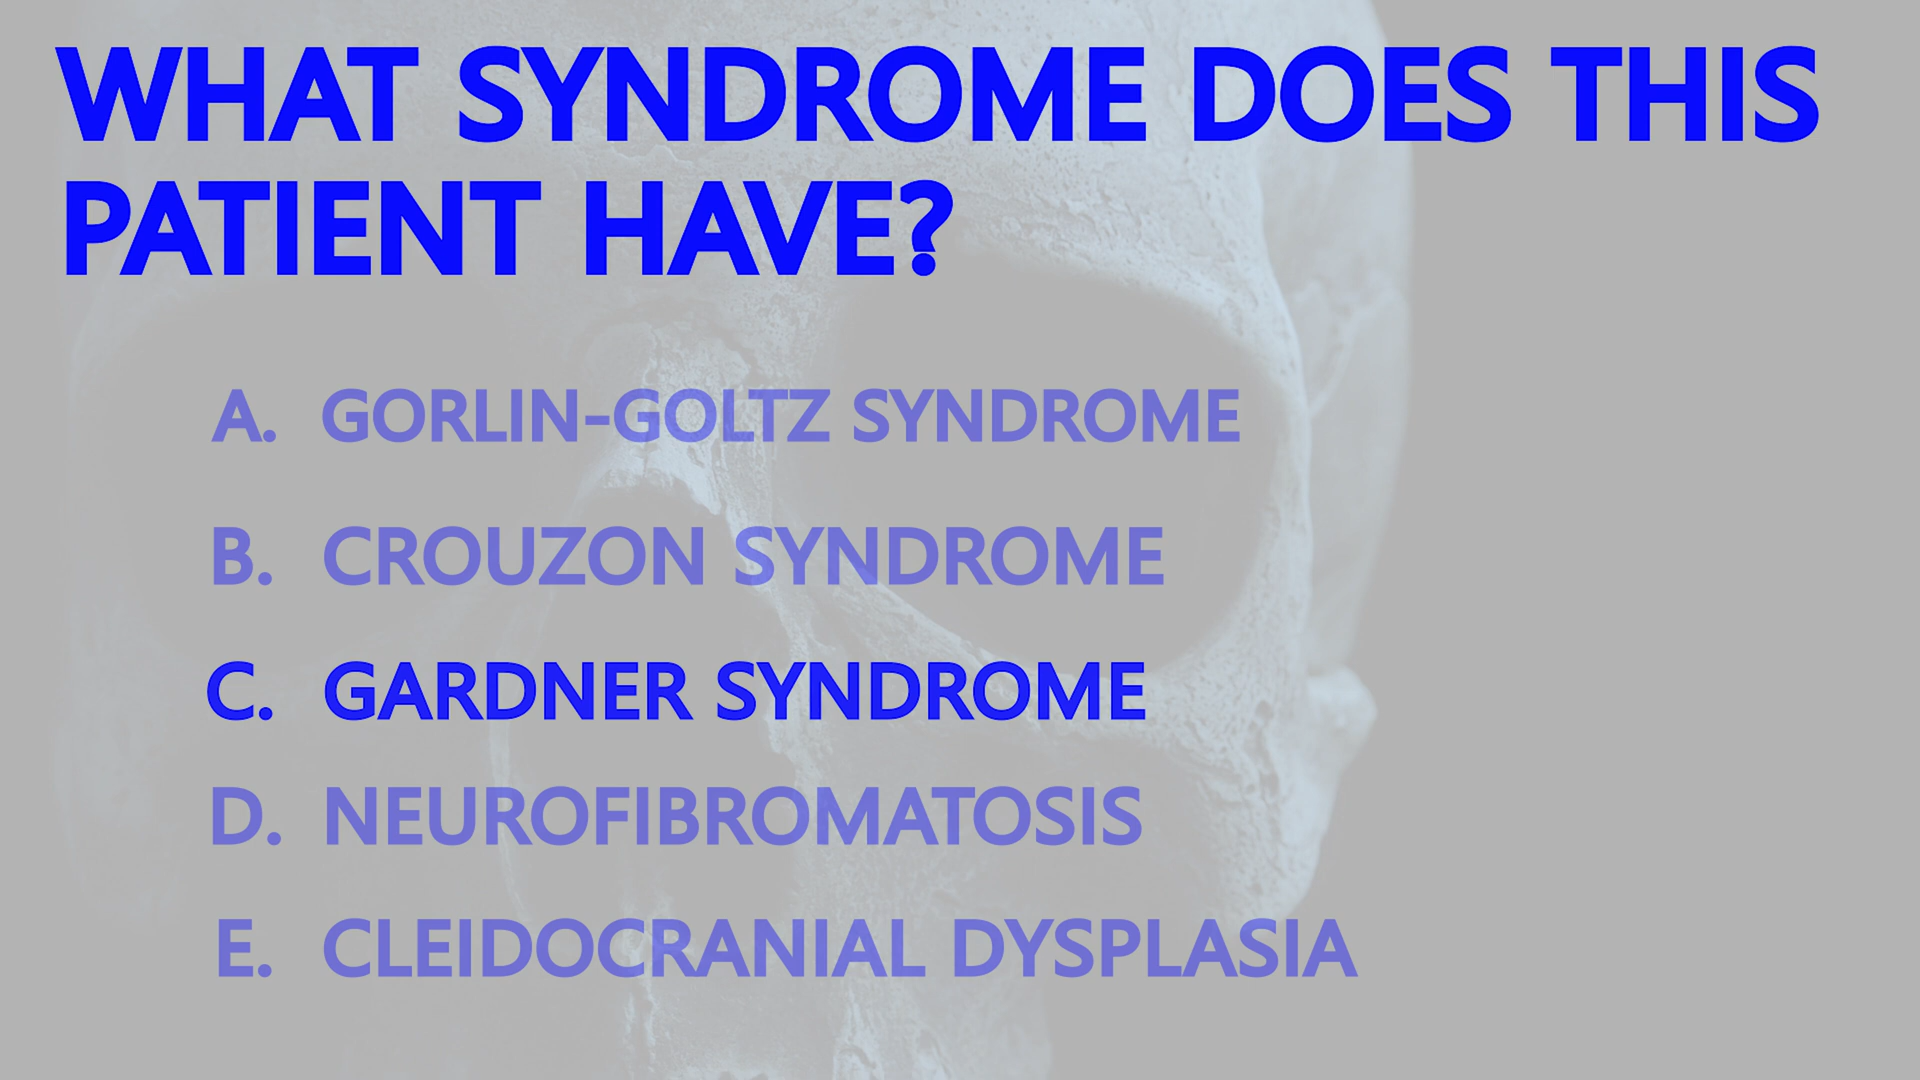 WHAT SYNDROME DOES THIS
PATIENT HAVE?
A. GORLIN-GOLTZ SYNDROME
B. CROUZON SYNDROME
C. GARDNER SYNDROME
D. NEUROFIBROMATOSIS
E. CLEIDOCRANIAL DYSPLASIA